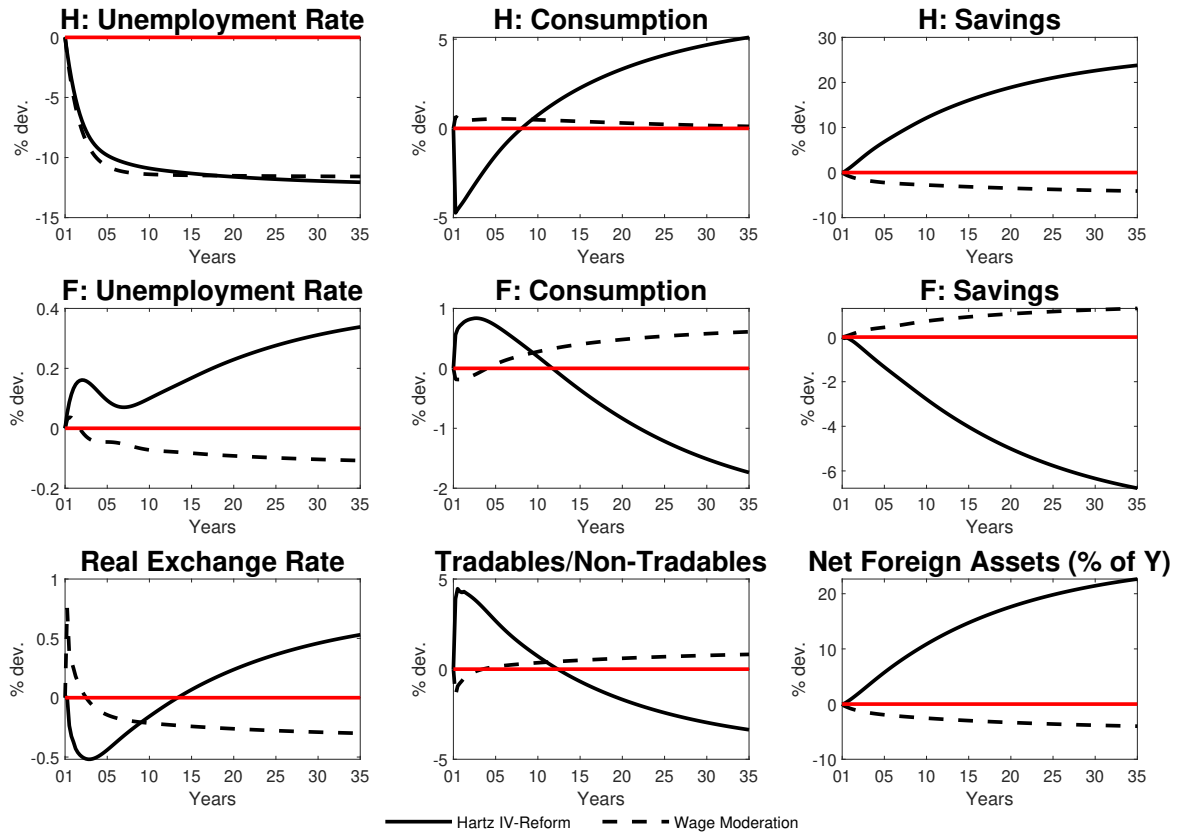 H: Unemployment Rate
0
-5
-10
-15
% dev.
01 05 10 15 20 25 30 35
Years
H: Consumption
5
0
-5
% dev.
01 05 10 15 20 25 30 35
Years
H: Savings
30
20
10
0
-10
% dev.
01 05 10 15 20 25 30 35
Years
F: Unemployment Rate
0.4
0.2
0
-0.2
% dev.
01 05 10 15 20 25 30 35
Years
F: Consumption
1
0
-1
-2
% dev.
01 05 10 15 20 25 30 35
Years
F: Savings
0
-2
-4
-6
% dev.
01 05 10 15 20 25 30 35
Years
Real Exchange Rate
1
0.5
0
-0.5
% dev.
01 05 10 15 20 25 30 35
Years
Tradables/Non-Tradables
5
0
-5
% dev.
01 05 10 15 20 25 30 35
Years
Net Foreign Assets (% of Y)
20
10
0
-10
% dev.
01 05 10 15 20 25 30 35
Years
Hartz IV-Reform Wage Moderation